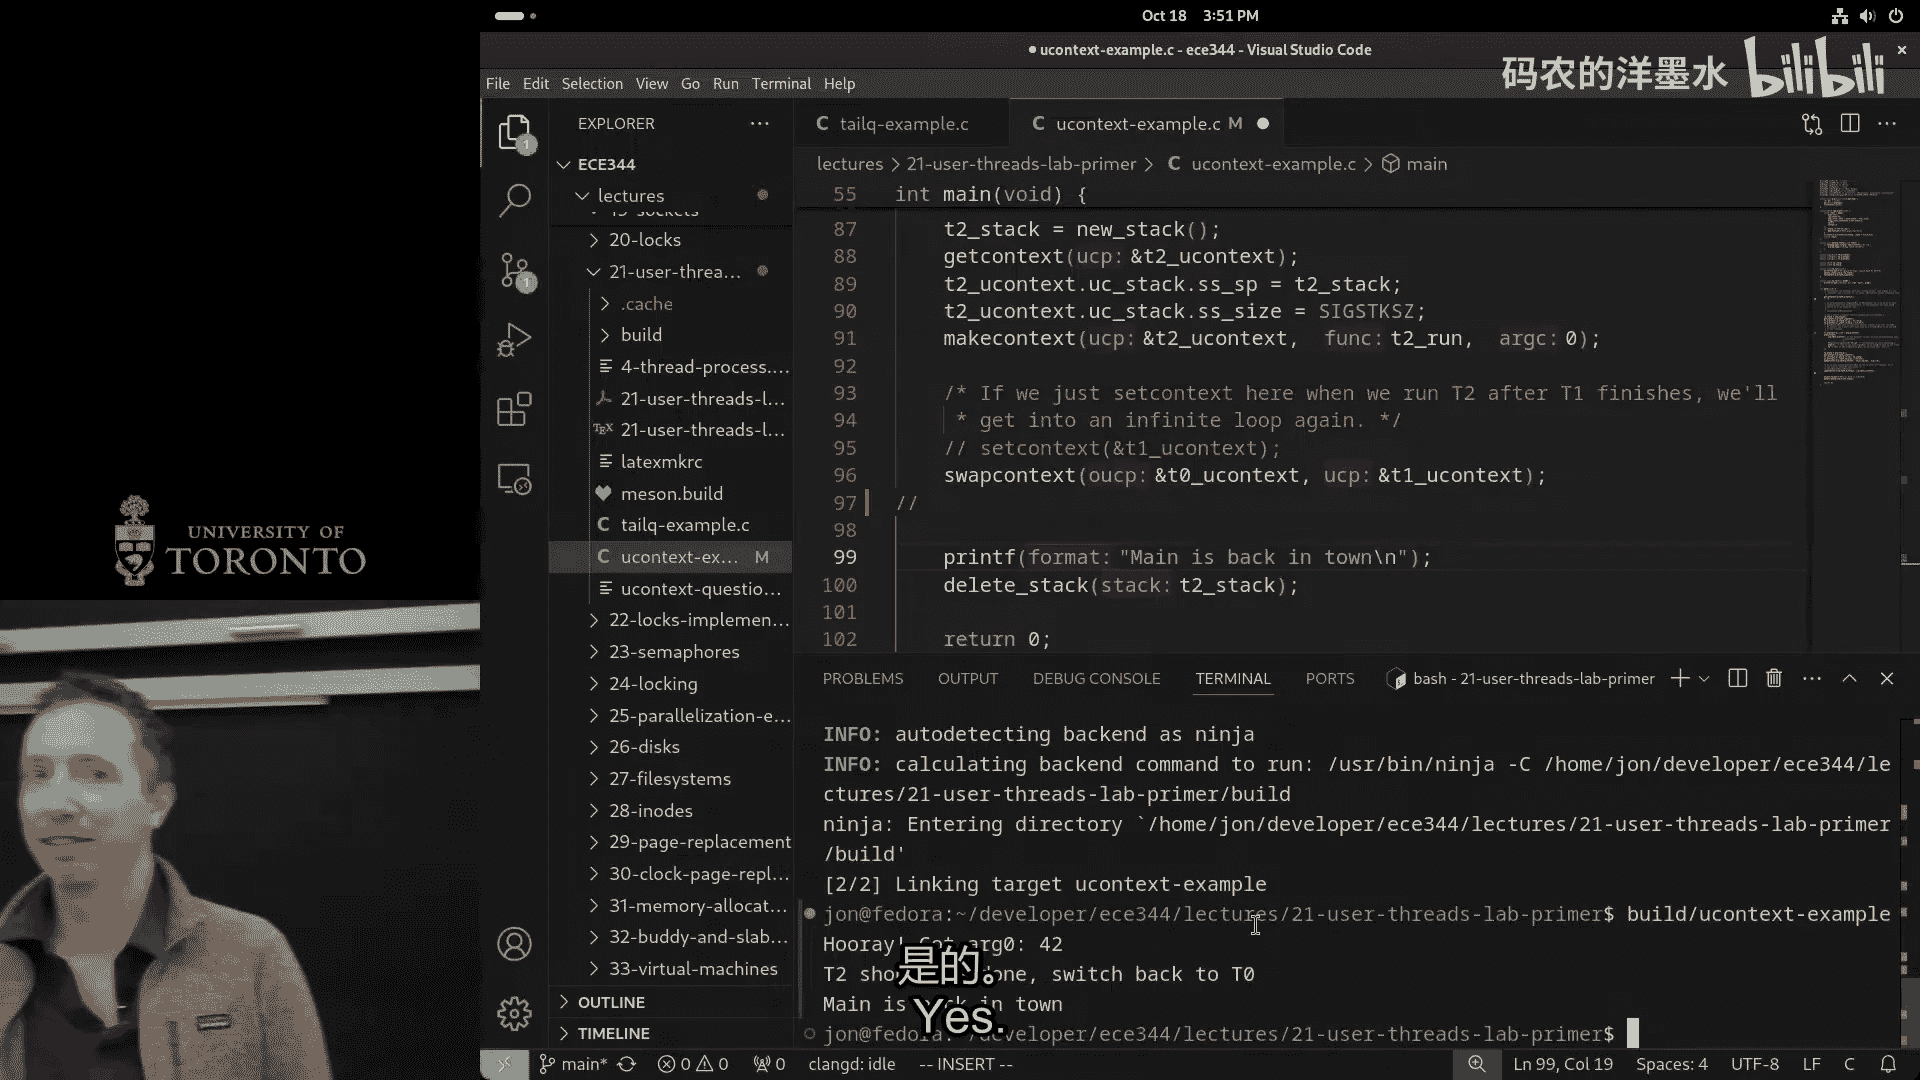 Oct 18 3:51 PM
ucontext-example.c - ece344 - Visual Studio Code
码农的洋墨水 bilibili
File Edit Selection View Go Run Terminal Help
EXPLORER
tailq-example.c
ucontext-example.c M
ECE344
lectures > 21-user-threads-lab-primer > C ucontext-example.c > main
lectures
20-locks
21-user-threa...
.cache
build
4-thread-process....
21-user-threads-l...
21-user-threads-l...
latexmkrc
meson.build
tailq-example.c
ucontext-ex... M
ucontext-questio...
22-locks-implemen...
23-semaphores
24-locking
25-parallelization-e...
26-disks
27-filesystems
28-inodes
29-page-replacement
30-clock-page-repl...
31-memory-allocat...
32-buddy-and-slab...
33-virtual-machines
OUTLINE
TIMELINE
55 int main(void) {
87 t2_stack = new_stack();
88 getcontext(ucp: &t2_ucontext);
89 t2_ucontext.uc_stack.ss_sp = t2_stack;
90 t2_ucontext.uc_stack.ss_size = SIGSTKSZ;
91 makecontext(ucp: &t2_ucontext, func: t2_run, argc: 0);
92
93 /* If we just setcontext here when we run T2 after T1 finishes, we'll
94 * get into an infinite loop again. */
95 // setcontext(&t1_ucontext);
96 swapcontext(oucp: &t0_ucontext, ucp: &t1_ucontext);
97 //
98
99 printf(format: "Main is back in town\n");
100 delete_stack(stack: t2_stack);
101
102 return 0;
PROBLEMS OUTPUT DEBUG CONSOLE TERMINAL PORTS bash - 21-user-threads-lab-primer
INFO: autodetecting backend as ninja
INFO: calculating backend command to run: /usr/bin/ninja -C /home/jon/developer/ece344/le
ctures/21-user-threads-lab-primer/build
ninja: Entering directory `/home/jon/developer/ece344/lectures/21-user-threads-lab-primer
/build'
[2/2] Linking target ucontext-example
jon@fedora:~/developer/ece344/lectures/21-user-threads-lab-primer$ build/ucontext-example
Hooray! Got arg0: 42
T2 done, switch back to T0
Main is back in town
jon@fedora:~/developer/ece344/lectures/21-user-threads-lab-primer$
是的。
Yes.
main* 0 0 0 clangd: idle -- INSERT -- Ln 99, Col 19 Spaces: 4 UTF-8 LF C
UNIVERSITY OF
TORONTO